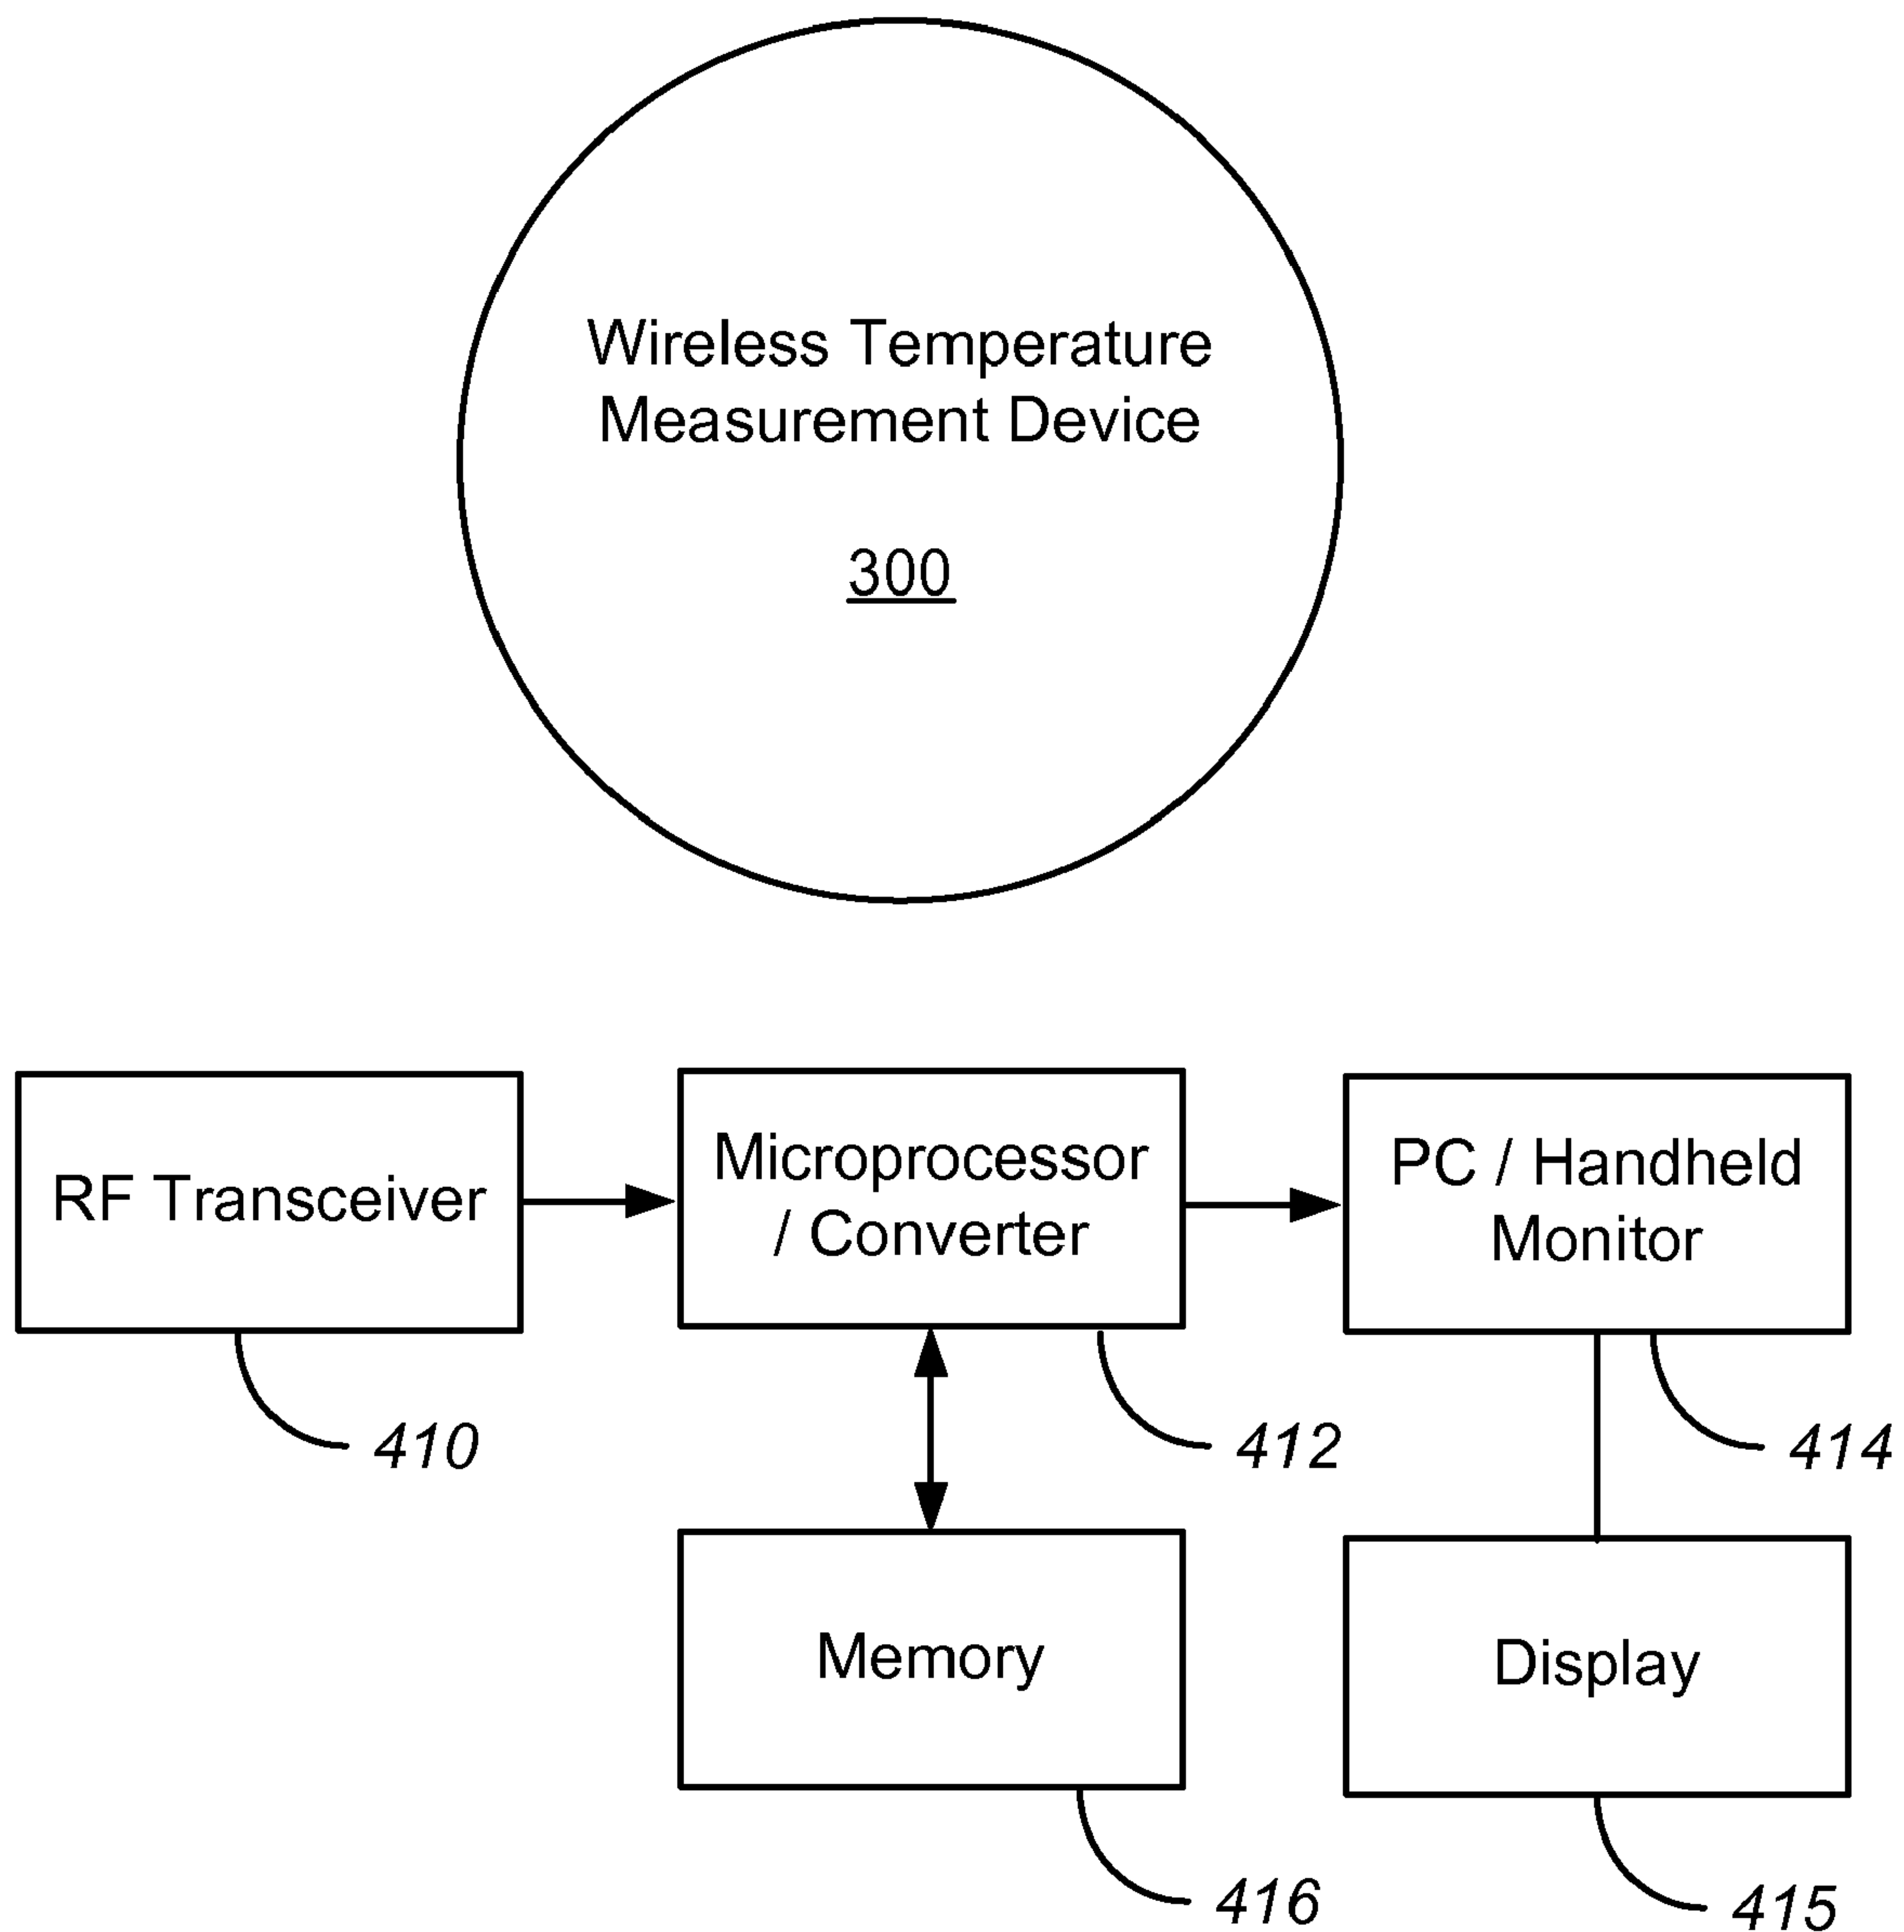 Wireless Temperature
Measurement Device
300
RF Transceiver
Microprocessor
/ Converter
PC / Handheld
Monitor
410
412
414
Memory
Display
416
415